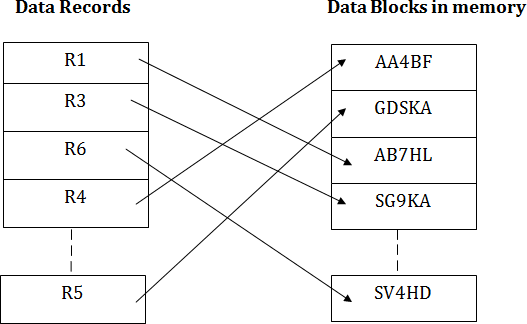 Data Records Data Blocks in memory
R1 AA4BF
R3 GDSKA
R6 AB7HL
R4 SG9KA
R5 SV4HD